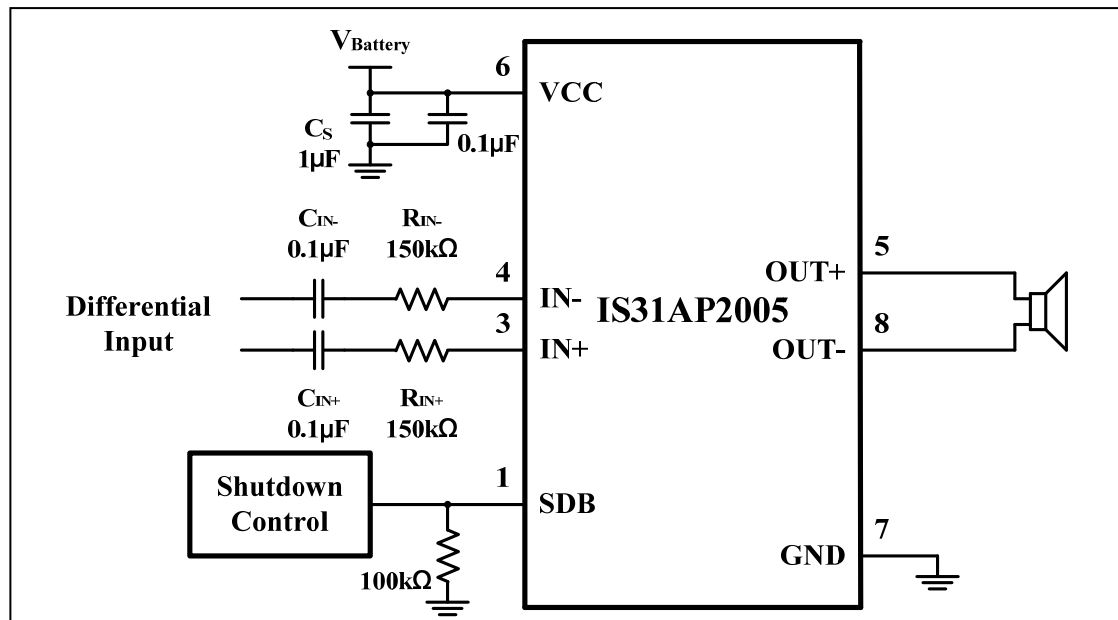 VBattery
6
VCC
CS
1μF
0.1μF
CIN-
0.1μF
RIN-
150kΩ
4
IN-
Differential
Input
3
IN+
CIN+
0.1μF
RIN+
150kΩ
IS31AP2005
5
OUT+
8
OUT-
Shutdown
Control
1
SDB
100kΩ
7
GND